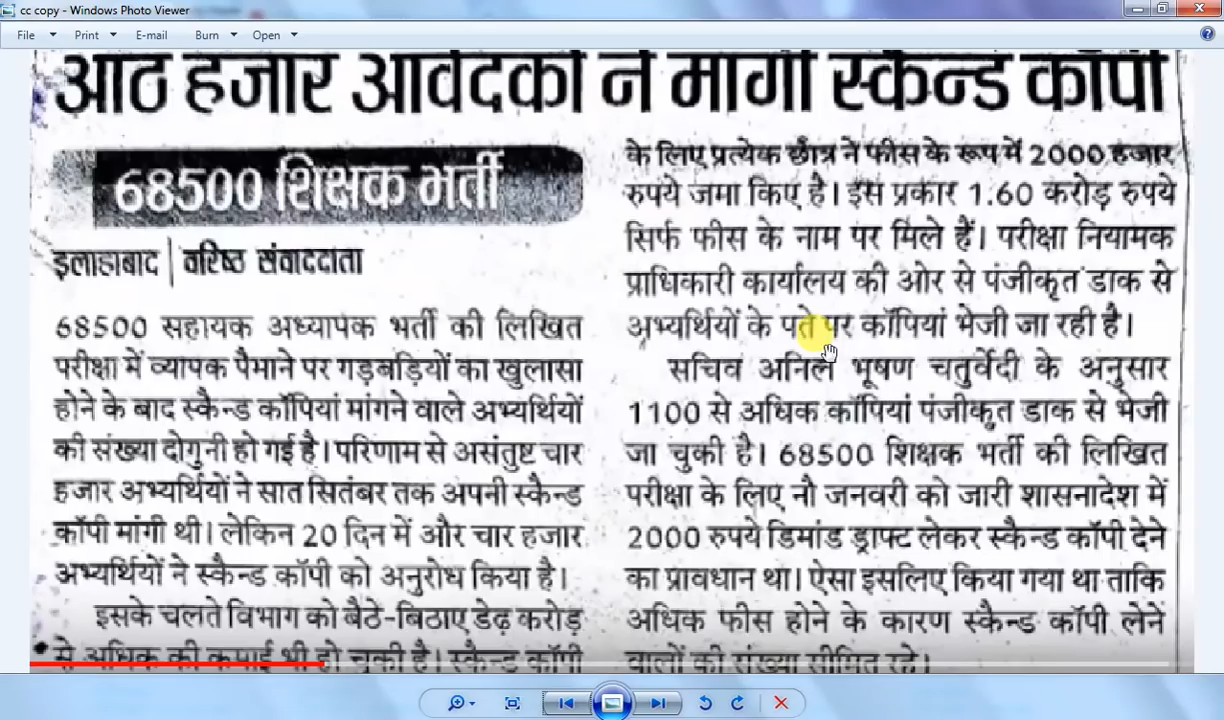 cc copy - Windows Photo Viewer
File Print E-mail Burn Open
आठ हजार आवेदकों ने मांगी स्कैन्ड कॉपी
68500 शिक्षक भर्ती
इलाहाबाद | वरिष्ठ संवाददाता
68500 सहायक अध्यापक भर्ती की लिखित
परीक्षा में व्यापक पैमाने पर गड़बड़ियों का खुलासा
होने के बाद स्कैन्ड कॉपियां मांगने वाले अभ्यर्थियों
की संख्या दोगुनी हो गई है। परिणाम से असंतुष्ट चार
हजार अभ्यर्थियों ने सात सितंबर तक अपनी स्कैन्ड
कॉपी मांगी थी। लेकिन 20 दिन में और चार हजार
अभ्यर्थियों ने स्कैन्ड कॉपी को अनुरोध किया है।
इसके चलते विभाग को बैठे-बिठाए डेढ़ करोड़
से अधिक की कमाई भी हो चुकी है। स्कैन्ड कॉपी
के लिए प्रत्येक छात्र ने फीस के रूप में 2000 हजार
रुपये जमा किए है। इस प्रकार 1.60 करोड़ रुपये
सिर्फ फीस के नाम पर मिले हैं। परीक्षा नियामक
प्राधिकारी कार्यालय की ओर से पंजीकृत डाक से
अभ्यर्थियों के पते पर कॉपियां भेजी जा रही है।
सचिव अनिल भूषण चतुर्वेदी के अनुसार
1100 से अधिक कॉपियां पंजीकृत डाक से भेजी
जा चुकी है। 68500 शिक्षक भर्ती की लिखित
परीक्षा के लिए नौ जनवरी को जारी शासनादेश में
2000 रुपये डिमांड ड्राफ्ट लेकर स्कैन्ड कॉपी देने
का प्रावधान था। ऐसा इसलिए किया गया था ताकि
अधिक फीस होने के कारण स्कैन्ड कॉपी लेनें
वालों की संख्या सीमित रहे।